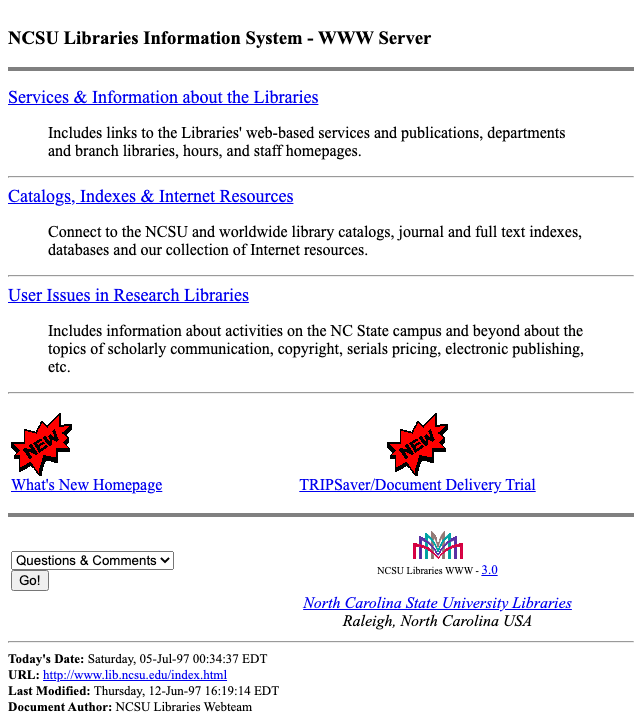 NCSU Libraries Information System - WWW Server
Services & Information about the Libraries
Includes links to the Libraries' web-based services and publications, departments
and branch libraries, hours, and staff homepages.
Catalogs, Indexes & Internet Resources
Connect to the NCSU and worldwide library catalogs, journal and full text indexes,
databases and our collection of Internet resources.
User Issues in Research Libraries
Includes information about activities on the NC State campus and beyond about the
topics of scholarly communication, copyright, serials pricing, electronic publishing,
etc.
NEW
What's New Homepage
NEW
TRIPSaver/Document Delivery Trial
Questions & Comments
Go!
NCSU Libraries WWW - 3.0
North Carolina State University Libraries
Raleigh, North Carolina USA
Today's Date: Saturday, 05-Jul-97 00:34:37 EDT
URL: http://www.lib.ncsu.edu/index.html
Last Modified: Thursday, 12-Jun-97 16:19:14 EDT
Document Author: NCSU Libraries Webteam